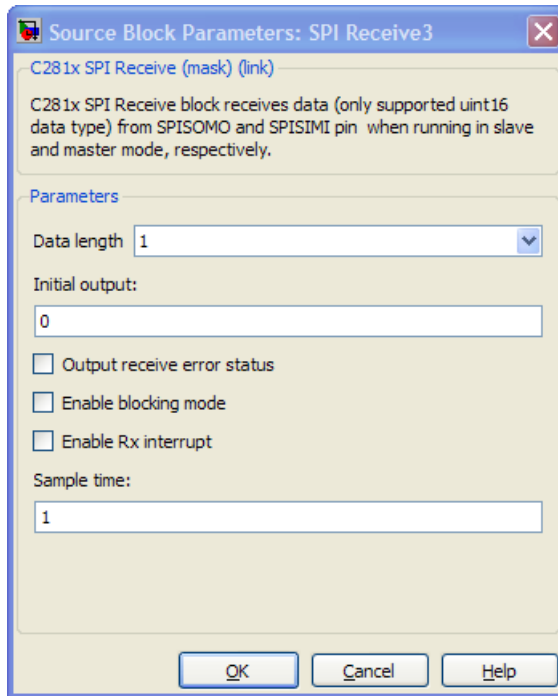 Source Block Parameters: SPI Receive3
C281x SPI Receive (mask) (link)
C281x SPI Receive block receives data (only supported uint16
data type) from SPISOMO and SPISIMI pin when running in slave
and master mode, respectively.
Parameters
Data length 1
Initial output:
0
Output receive error status
Enable blocking mode
Enable Rx interrupt
Sample time:
1
OK Cancel Help